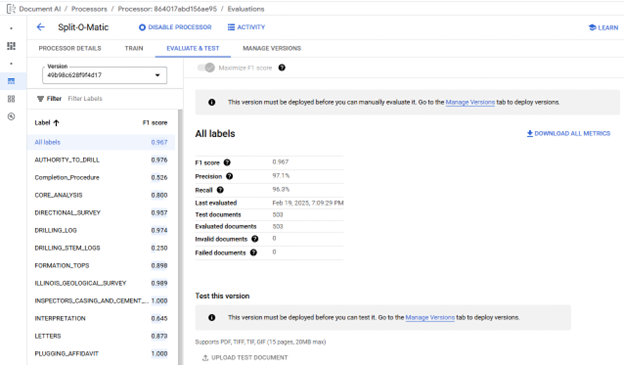 Document AI / Processors / Processor: 864017abd156ae95 / Evaluations
Split-O-Matic
DISABLE PROCESSOR
ACTIVITY
LEARN
PROCESSOR DETAILS
TRAIN
EVALUATE & TEST
MANAGE VERSIONS
Version
49b98c628f9f4d17
Maximize F1 score
Filter Filter Labels
This version must be deployed before you can manually evaluate it. Go to the Manage Versions tab to deploy versions.
Label F1 score
All labels 0.967
AUTHORITY_TO_DRILL 0.976
Completion_Procedure 0.526
CORE_ANALYSIS 0.800
DIRECTIONAL_SURVEY 0.957
DRILLING_LOG 0.974
DRILLING_STEM_LOGS 0.250
FORMATION_TOPS 0.898
ILLINOIS_GEOLOGICAL_SURVEY 0.989
INSPECTORS_CASING_AND_CEMENT_... 1.000
INTERPRETATION 0.645
LETTERS 0.873
PLUGGING_AFFIDAVIT 1.000
All labels
DOWNLOAD ALL METRICS
F1 score 0.967
Precision 97.1%
Recall 96.3%
Last evaluated Feb 19, 2025, 7:09:29 PM
Test documents 503
Evaluated documents 503
Invalid documents 0
Failed documents 0
Test this version
This version must be deployed before you can test it. Go to the Manage Versions tab to deploy versions.
Supports PDF, TIFF, TIF, GIF (15 pages, 20MB max)
UPLOAD TEST DOCUMENT